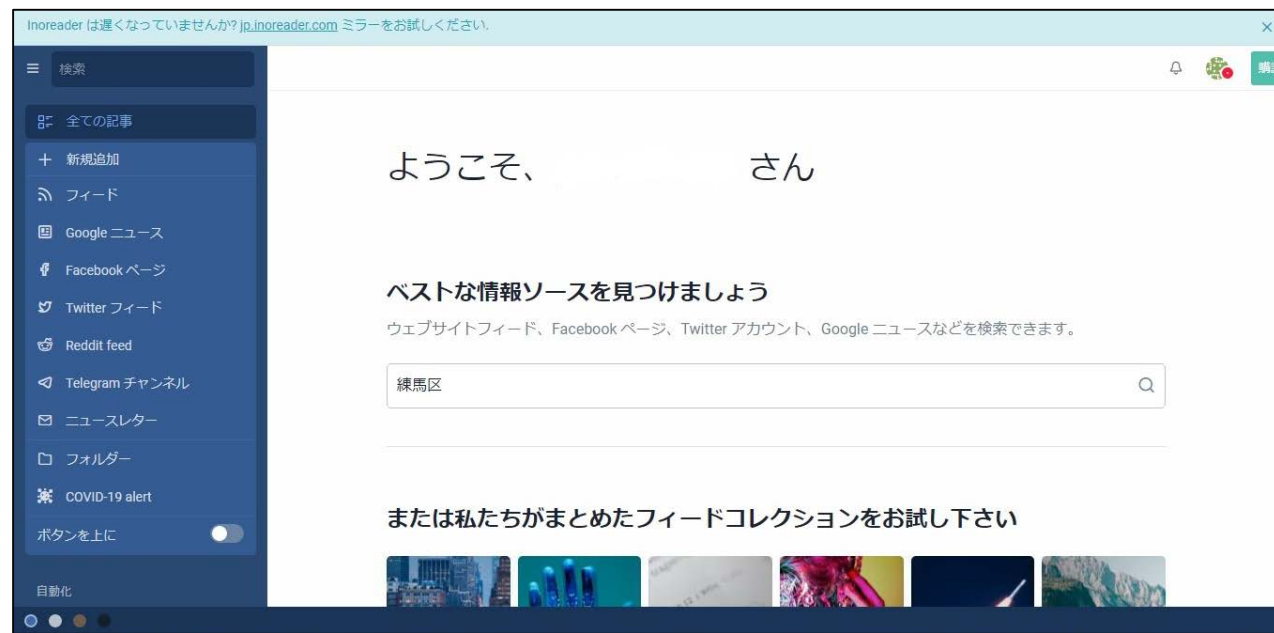 Inoreader は遅くなっていませんか? jp.inoreader.com ミラーをお試しください.
検索
全ての記事
新規追加
フィード
Google ニュース
Facebook ページ
Twitter フィード
Reddit feed
Telegram チャンネル
ニュースレター
フォルダー
COVID-19 alert
ボタンを上に
自動化
ようこそ、 さん
ベストな情報ソースを見つけましょう
ウェブサイトフィード、Facebook ページ、Twitter アカウント、Google ニュースなどを検索できます。
練馬区
または私たちがまとめたフィードコレクションをお試し下さい